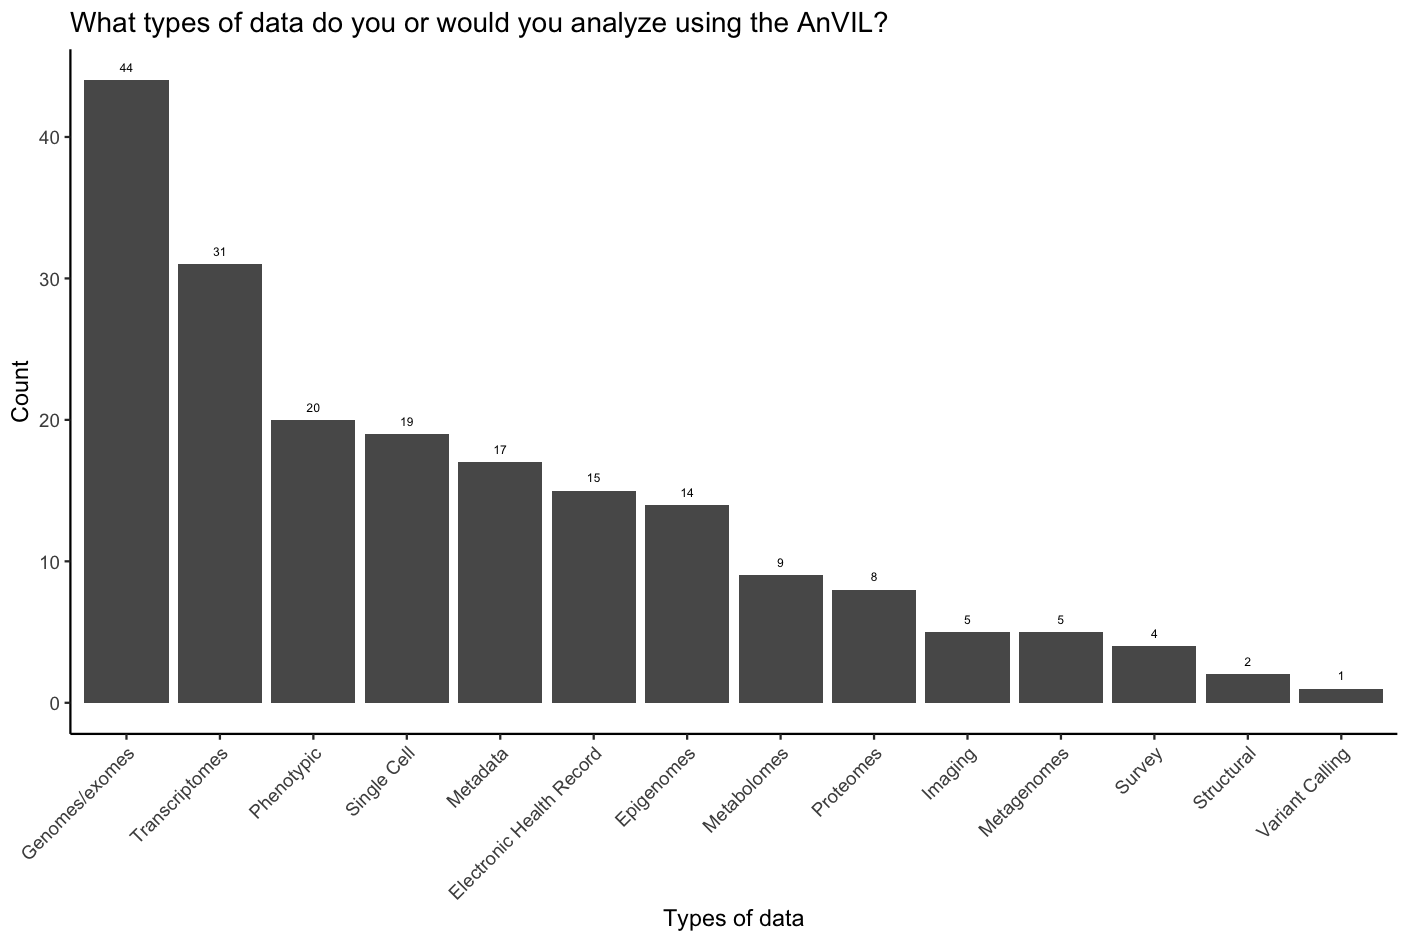 What types of data do you or would you analyze using the AnVIL?
44
31
20
19
17
15
14
9
8
5
5
4
2
1
40
30
20
10
0
Count
Genomes/exomes
Transcriptomes
Phenotypic
Single Cell
Metadata
Electronic Health Record
Epigenomes
Metabolomes
Proteomes
Imaging
Metagenomes
Survey
Structural
Variant Calling
Types of data